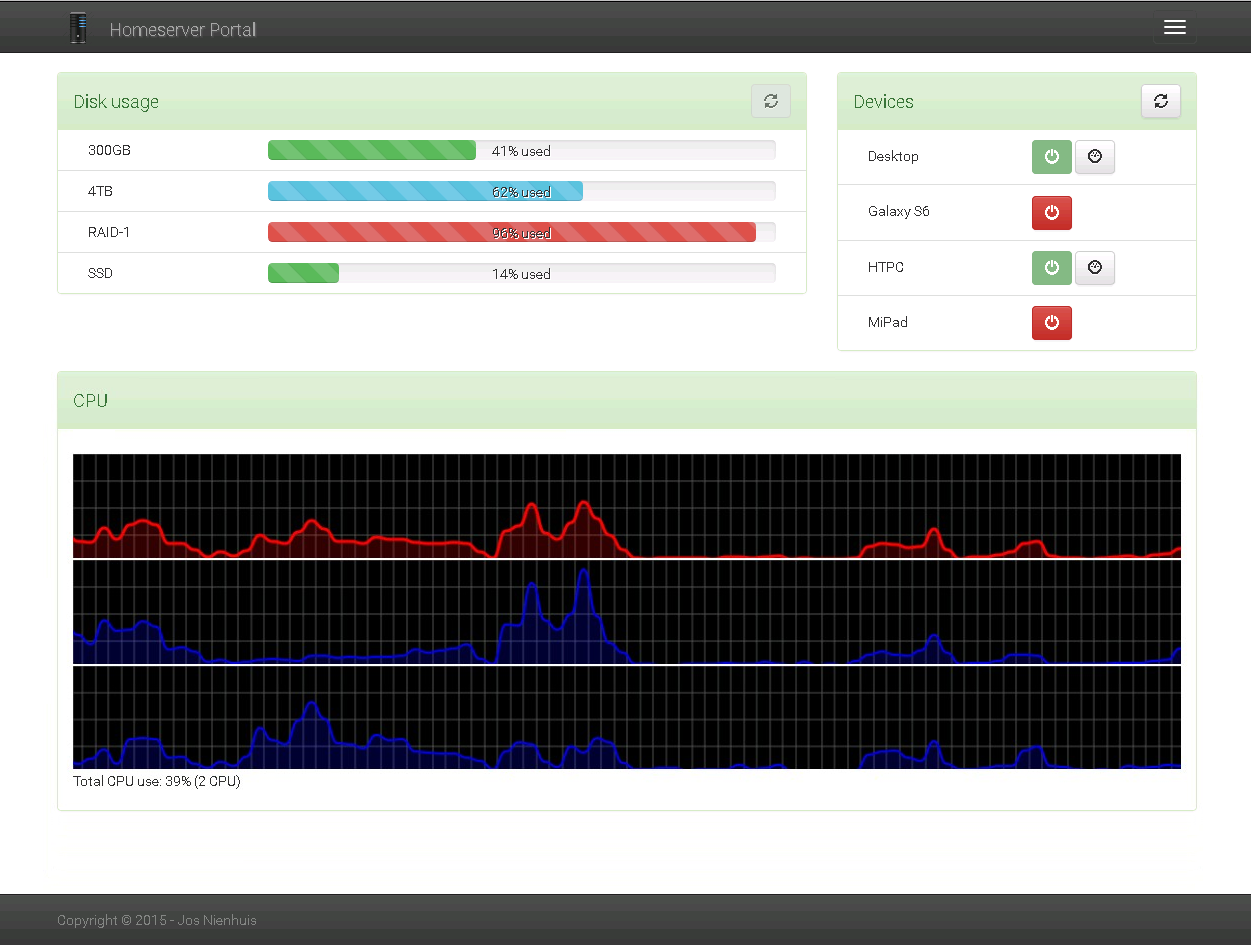 Homeserver Portal
Disk usage
300GB 41% used
4TB 62% used
RAID-1 96% used
SSD 14% used
Devices
Desktop
Galaxy S6
HTPC
MiPad
CPU
Total CPU use: 39% (2 CPU)
Copyright © 2015 - Jos Nienhuis